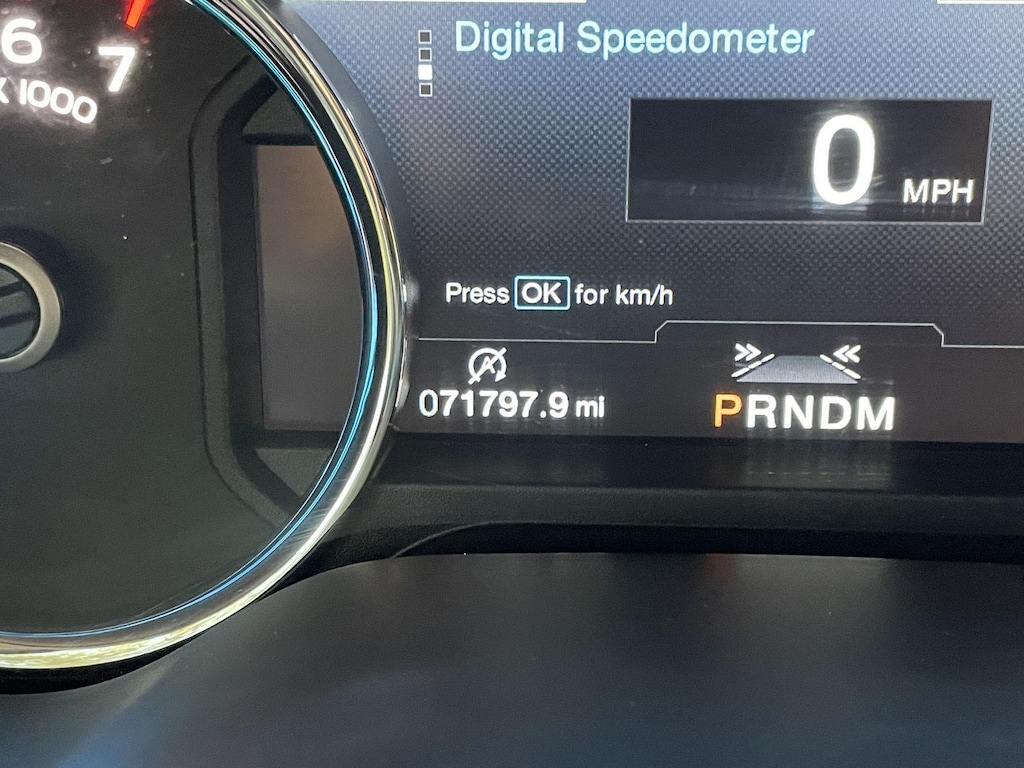 6
7
X 1000
Digital Speedometer
0 MPH
Press OK for km/h
A
071797.9 mi
PRNDM